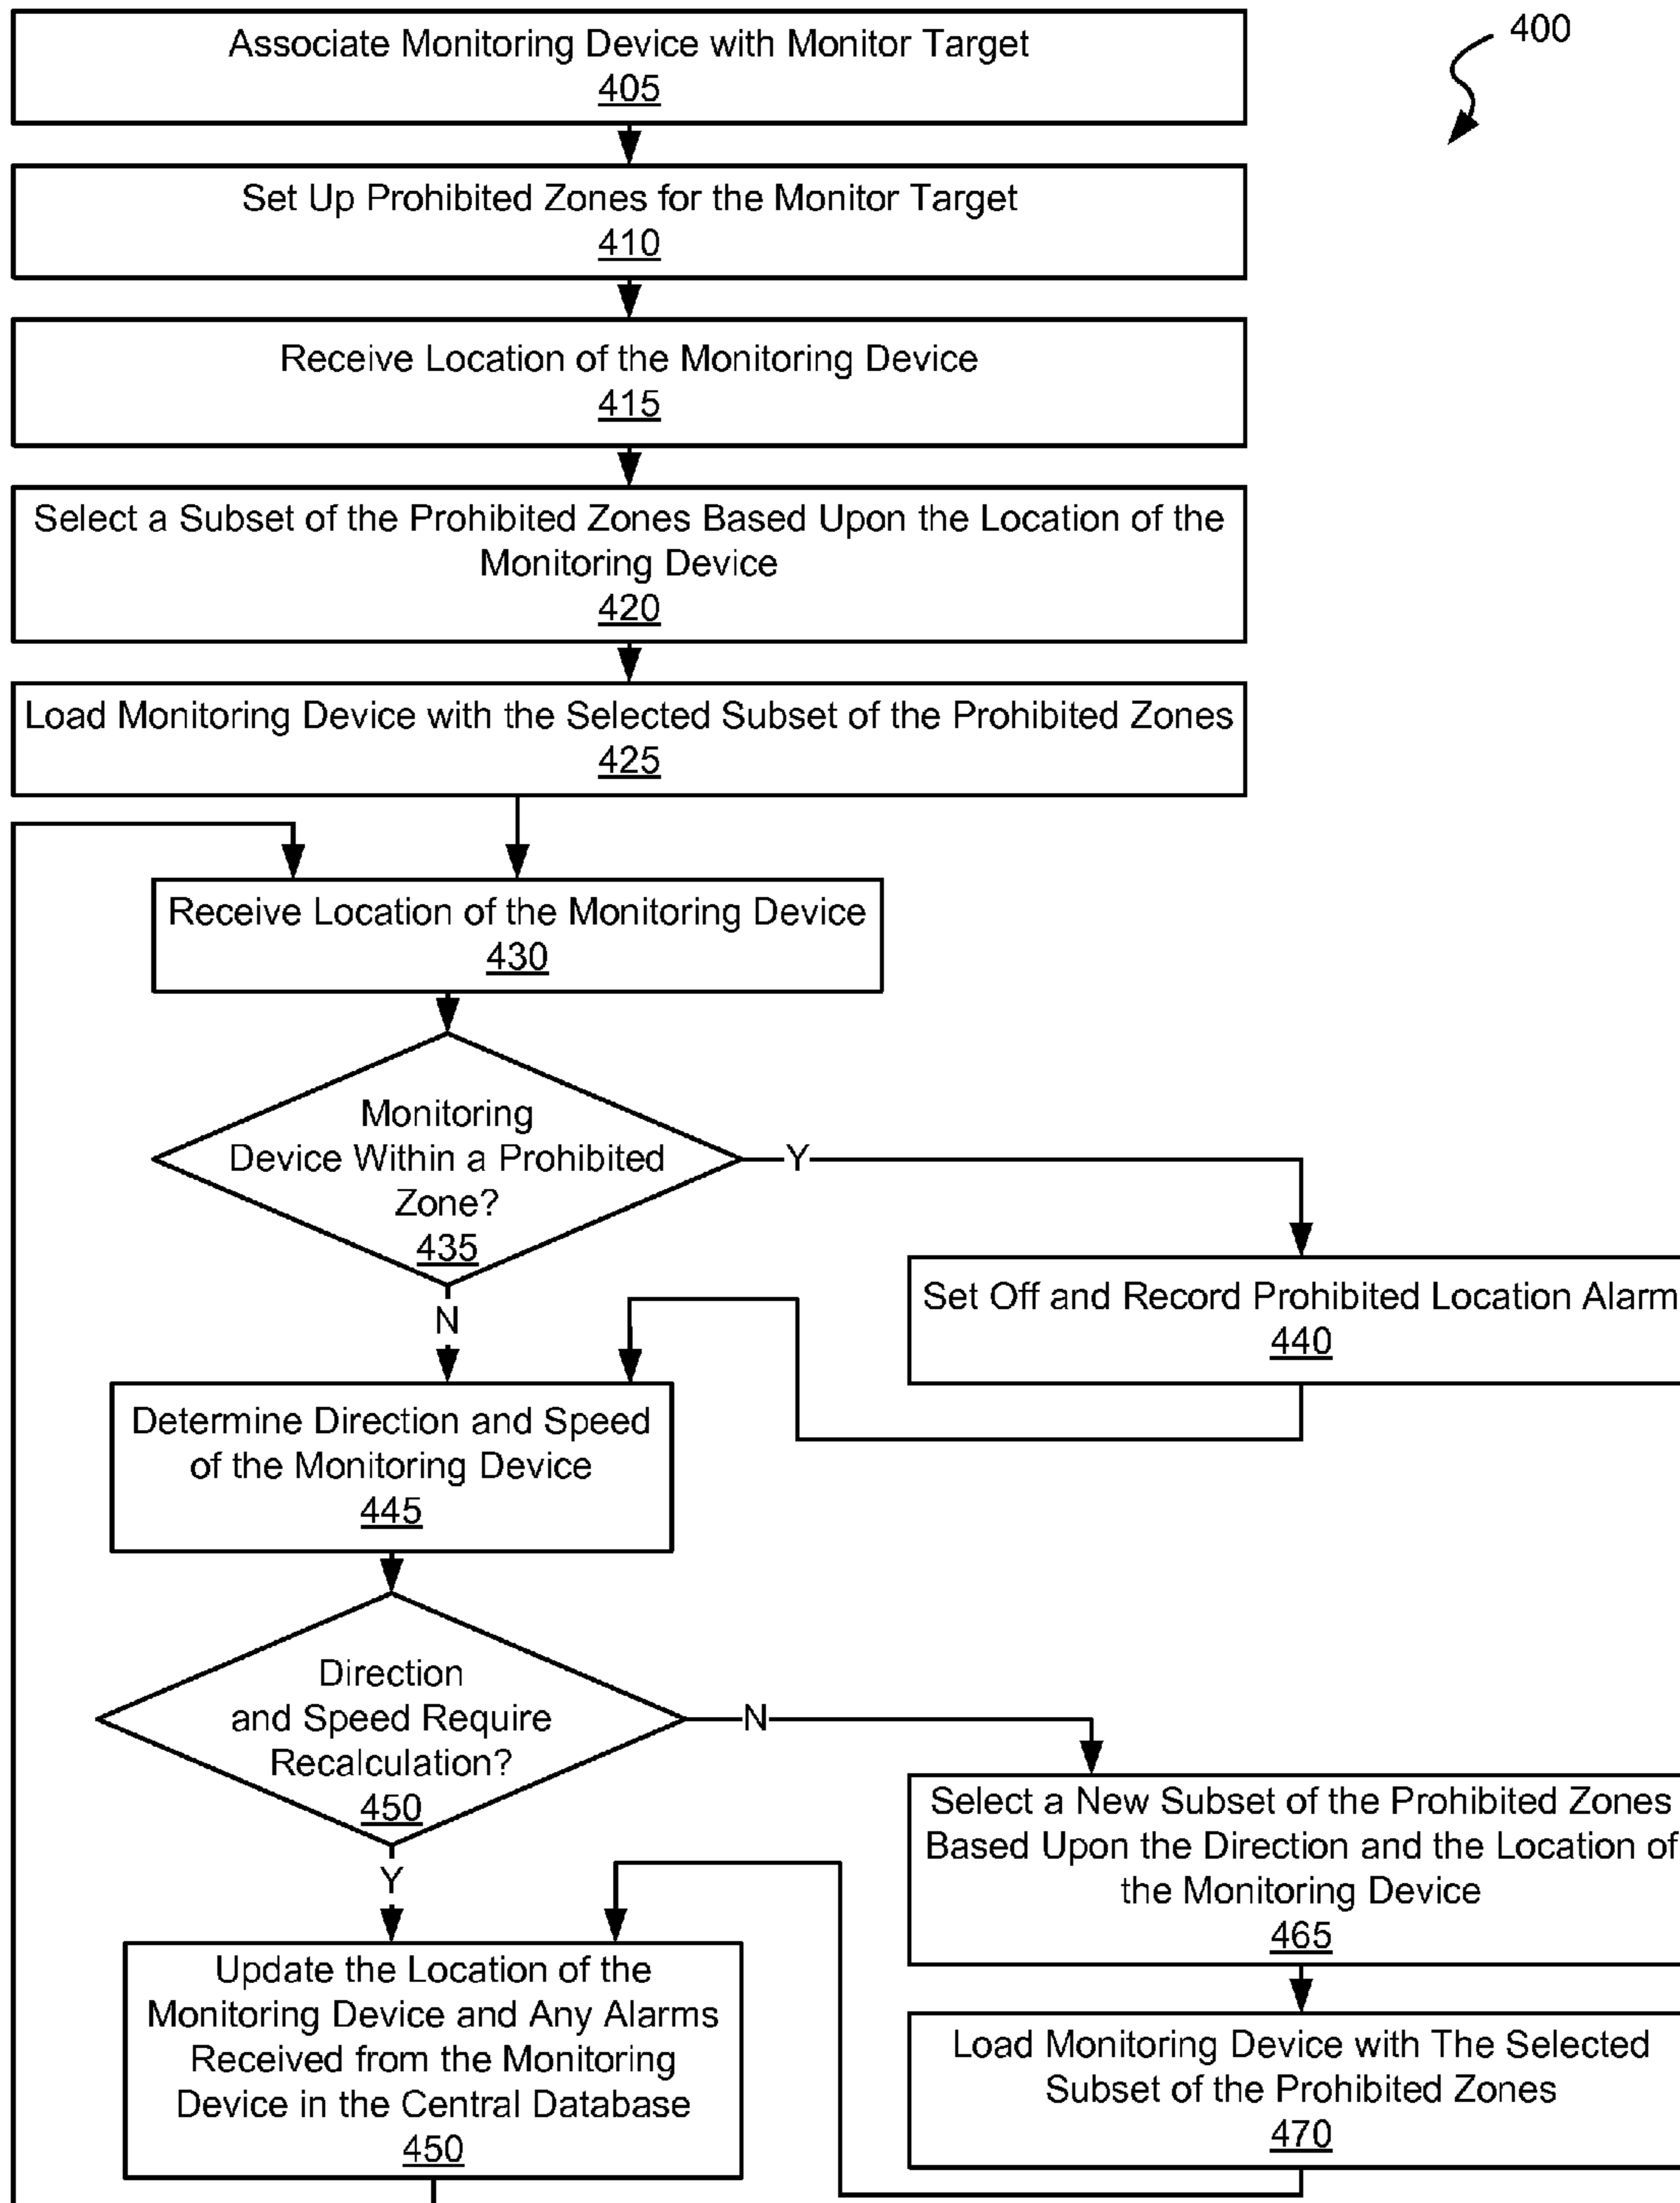 400
Associate Monitoring Device with Monitor Target
405
Set Up Prohibited Zones for the Monitor Target
410
Receive Location of the Monitoring Device
415
Select a Subset of the Prohibited Zones Based Upon the Location of the
Monitoring Device
420
Load Monitoring Device with the Selected Subset of the Prohibited Zones
425
Receive Location of the Monitoring Device
430
Monitoring
Device Within a Prohibited
Zone?
435
Y
N
Set Off and Record Prohibited Location Alarm
440
Determine Direction and Speed
of the Monitoring Device
445
Direction
and Speed Require
Recalculation?
450
N
Y
Select a New Subset of the Prohibited Zones
Based Upon the Direction and the Location of
the Monitoring Device
465
Load Monitoring Device with The Selected
Subset of the Prohibited Zones
470
Update the Location of the
Monitoring Device and Any Alarms
Received from the Monitoring
Device in the Central Database
450